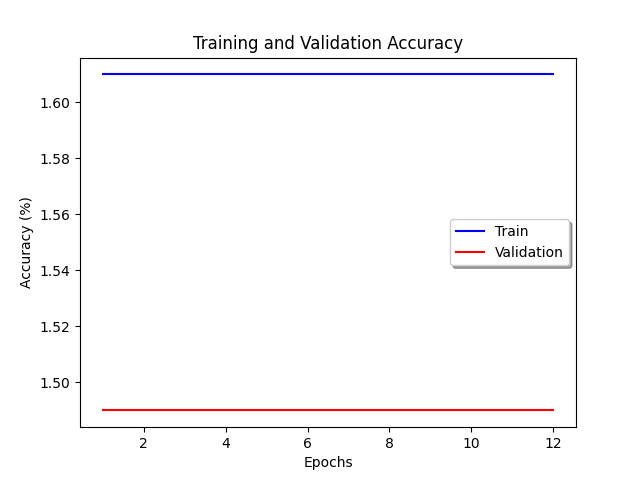 Training and Validation Accuracy
Accuracy (%)
1.60
1.58
1.56
1.54
1.52
1.50
Train
Validation
2 4 6 8 10 12
Epochs